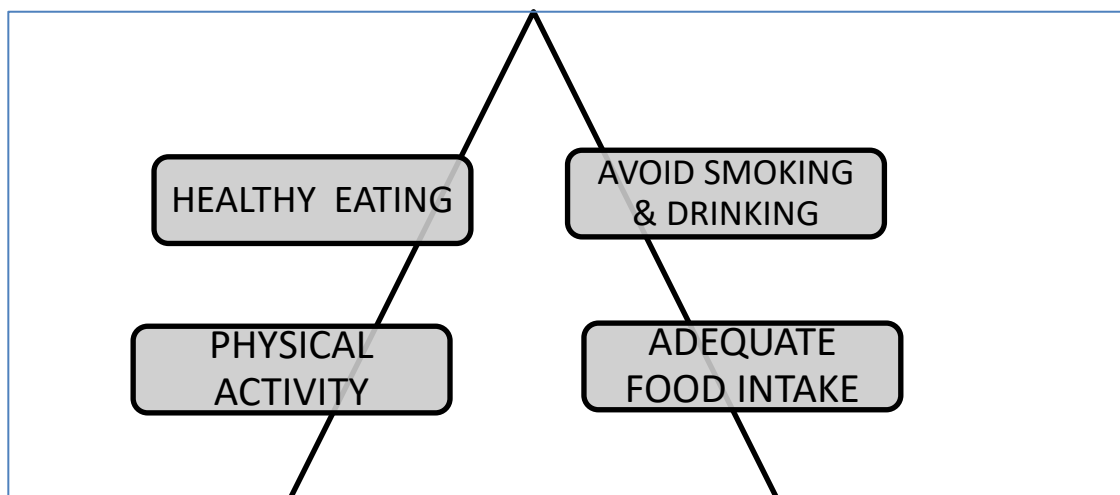 HEALTHY EATING
AVOID SMOKING
& DRINKING
PHYSICAL
ACTIVITY
ADEQUATE
FOOD INTAKE